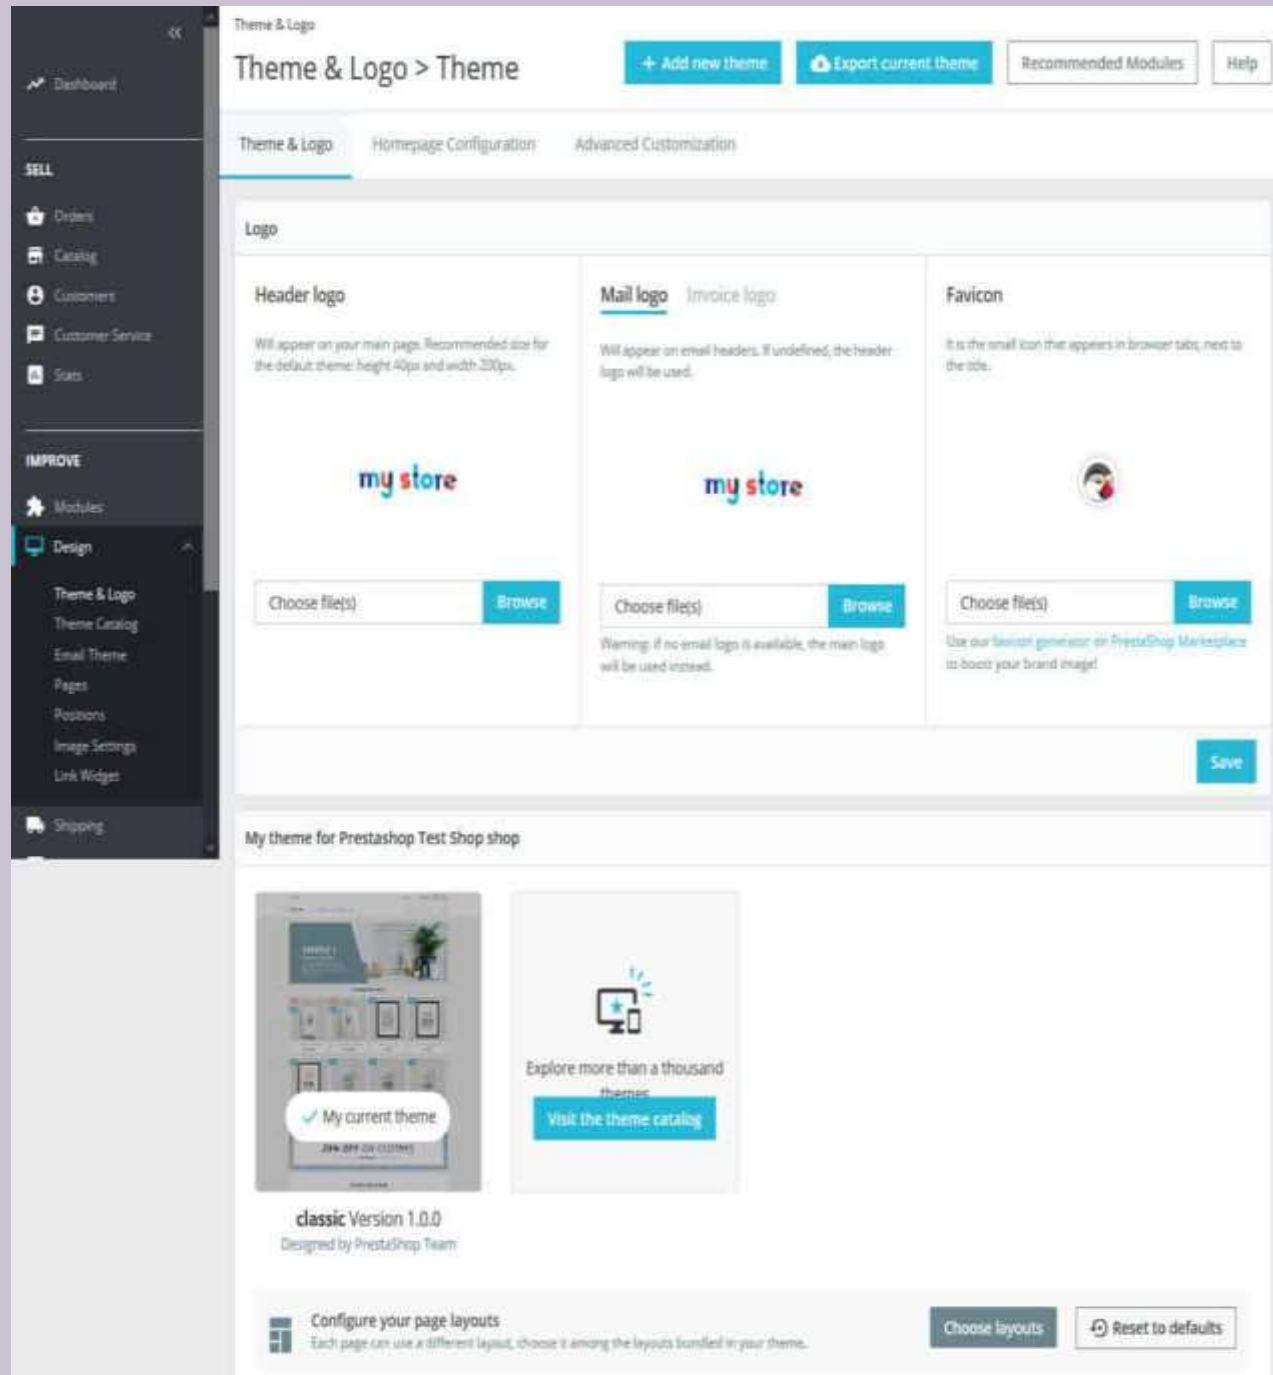 Dashboard
SELL
Orders
Catalog
Customers
Customer Service
Stats
IMPROVE
Modules
Design
Theme & Logo
Theme Catalog
Email Theme
Pages
Positions
Image Settings
Link Widget
Shipping
Theme & Logo
Theme & Logo > Theme
+ Add new theme
Export current theme
Recommended Modules
Help
Theme & Logo
Homepage Configuration
Advanced Customization
Logo
Header logo
Will appear on your main page. Recommended size for
the default theme: height 40px and width 200px.
my store
Choose file(s)
Browse
Mail logo
Invoice logo
Will appear on email headers. If undefined, the header
logo will be used.
my store
Choose file(s)
Browse
Warning: if no email logo is available, the main logo
will be used instead.
Favicon
It is the small icon that appears in browser tabs, next to
the title.
Choose file(s)
Browse
Use our favicon generator on PrestaShop Marketplace
to boost your brand image!
Save
My theme for Prestashop Test Shop shop
My current theme
20% OFF ON CLOTHES
classic Version 1.0.0
Designed by PrestaShop Team
Explore more than a thousand
themes
Visit the theme catalog
Configure your page layouts
Each page can use a different layout, choose it among the layouts bundled in your theme.
Choose layouts
Reset to defaults